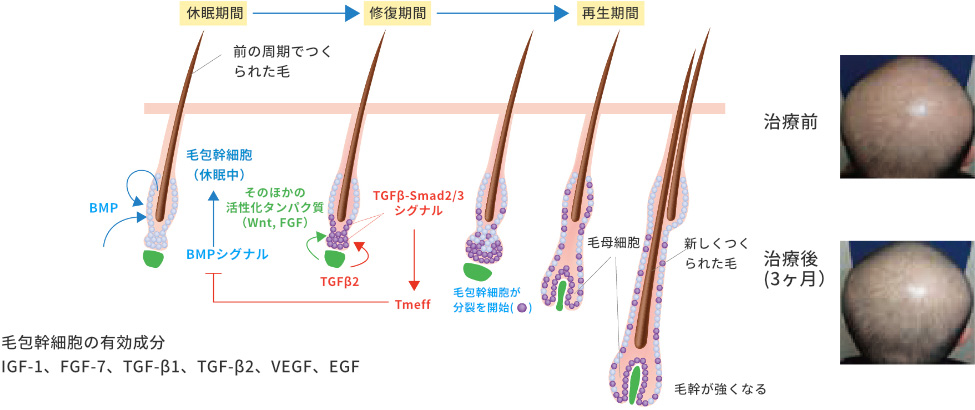 休眠期間
修復期間
再生期間
前の周期でつく
られた毛
毛包幹細胞
（休眠中）
BMP
BMPシグナル
そのほかの
活性化タンパク質
（Wnt, FGF）
TGFβ-Smad2/3
シグナル
TGFβ2
Tmeff
毛包幹細胞が
分裂を開始( )
毛母細胞
新しくつく
られた毛
毛幹が強くなる
治療前
治療後
(3ヶ月)
毛包幹細胞の有効成分
IGF-1、FGF-7、TGF-β1、TGF-β2、VEGF、EGF